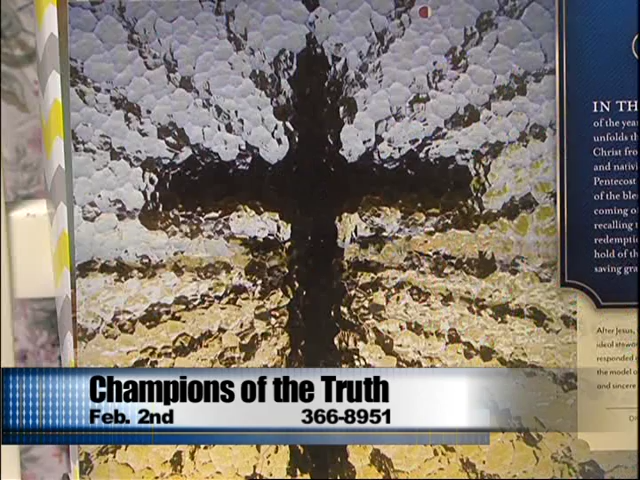 IN TH
of the yea
unfolds th
Christ fro
and nativi
Pentecost
of the ble
coming o
recalling
redempti
hold of th
saving gra
After Jesus,
ideal stewa
responded
the model o
and sincere
Champions of the Truth
Feb. 2nd 366-8951